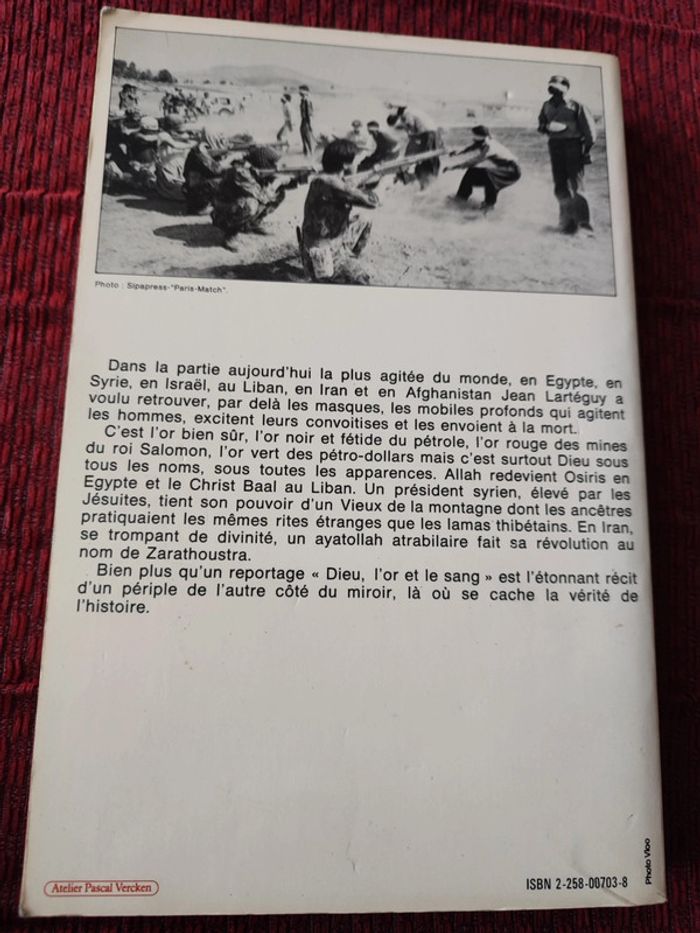 Photo : Sipapress-"Paris-Match".
Dans la partie aujourd'hui la plus agitée du monde, en Egypte, en
Syrie, en Israël, au Liban, en Iran et en Afghanistan Jean Lartéguy a
voulu retrouver, par delà les masques, les mobiles profonds qui agitent
les hommes, excitent leurs convoitises et les envoient à la mort.
C'est l'or bien sûr, l'or noir et fétide du pétrole, l'or rouge des mines
du roi Salomon, l'or vert des pétro-dollars mais c'est surtout Dieu sous
tous les noms, sous toutes les apparences. Allah redevient Osiris en
Egypte et le Christ Baal au Liban. Un président syrien, élevé par les
Jésuites, tient son pouvoir d'un Vieux de la montagne dont les ancêtres
pratiquaient les mêmes rites étranges que les lamas thibétains. En Iran,
se trompant de divinité, un ayatollah atrabilaire fait sa révolution au
nom de Zarathoustra.
Bien plus qu'un reportage « Dieu, l'or et le sang » est l'étonnant récit
d'un périple de l'autre côté du miroir, là où se cache la vérité de
l'histoire.
Atelier Pascal Vercken
ISBN 2-258-00703-8
Photo Vloo